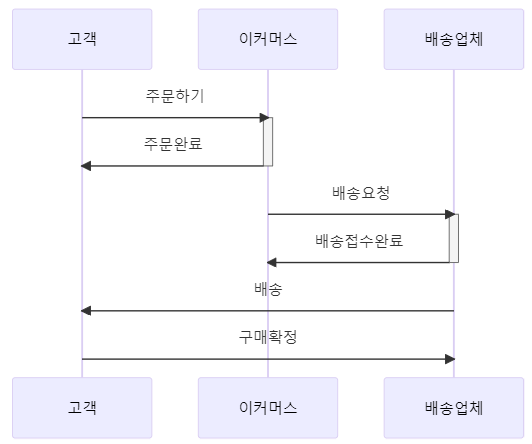 고객
이커머스
배송업체
주문하기
주문완료
배송요청
배송접수완료
배송
구매확정
고객
이커머스
배송업체